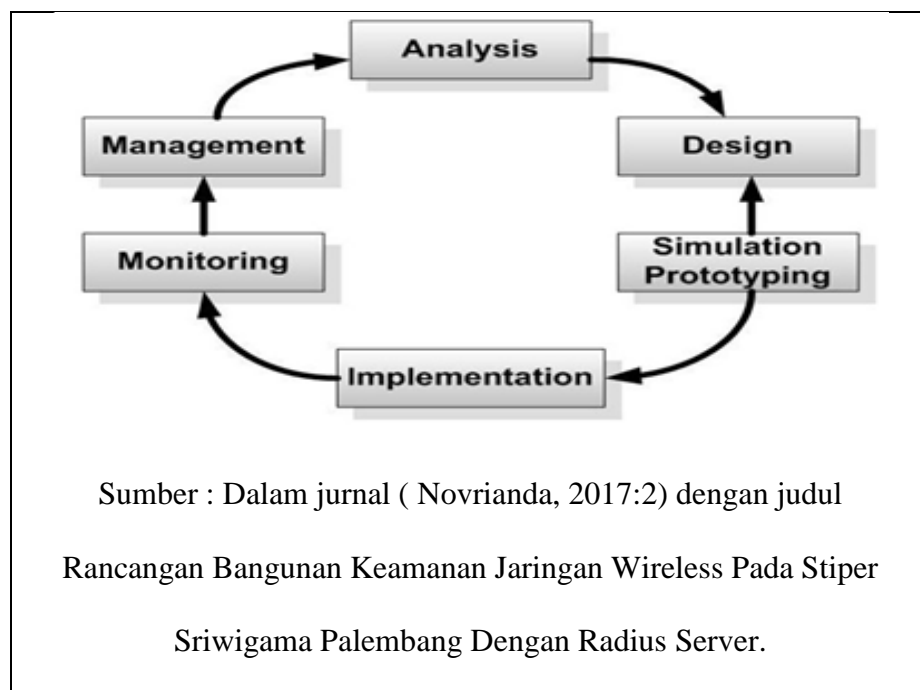 Analysis
Management
Design
Monitoring
Simulation
Prototyping
Implementation
Sumber : Dalam jurnal ( Novrianda, 2017:2) dengan judul
Rancangan Bangunan Keamanan Jaringan Wireless Pada Stiper
Sriwigama Palembang Dengan Radius Server.